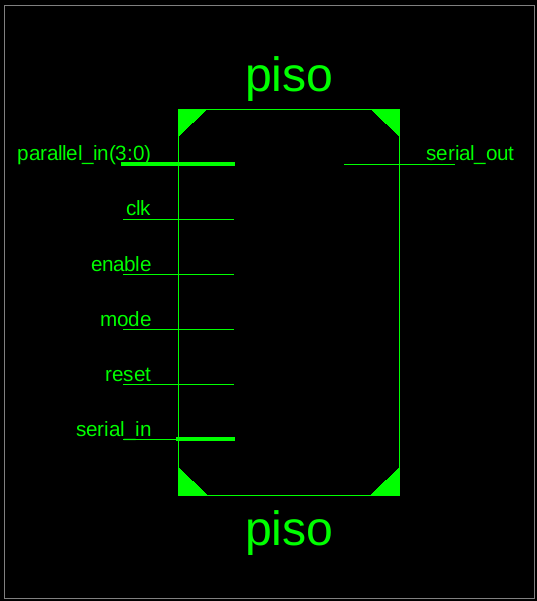 piso
parallel_in(3:0)
serial_out
clk
enable
mode
reset
serial_in
piso